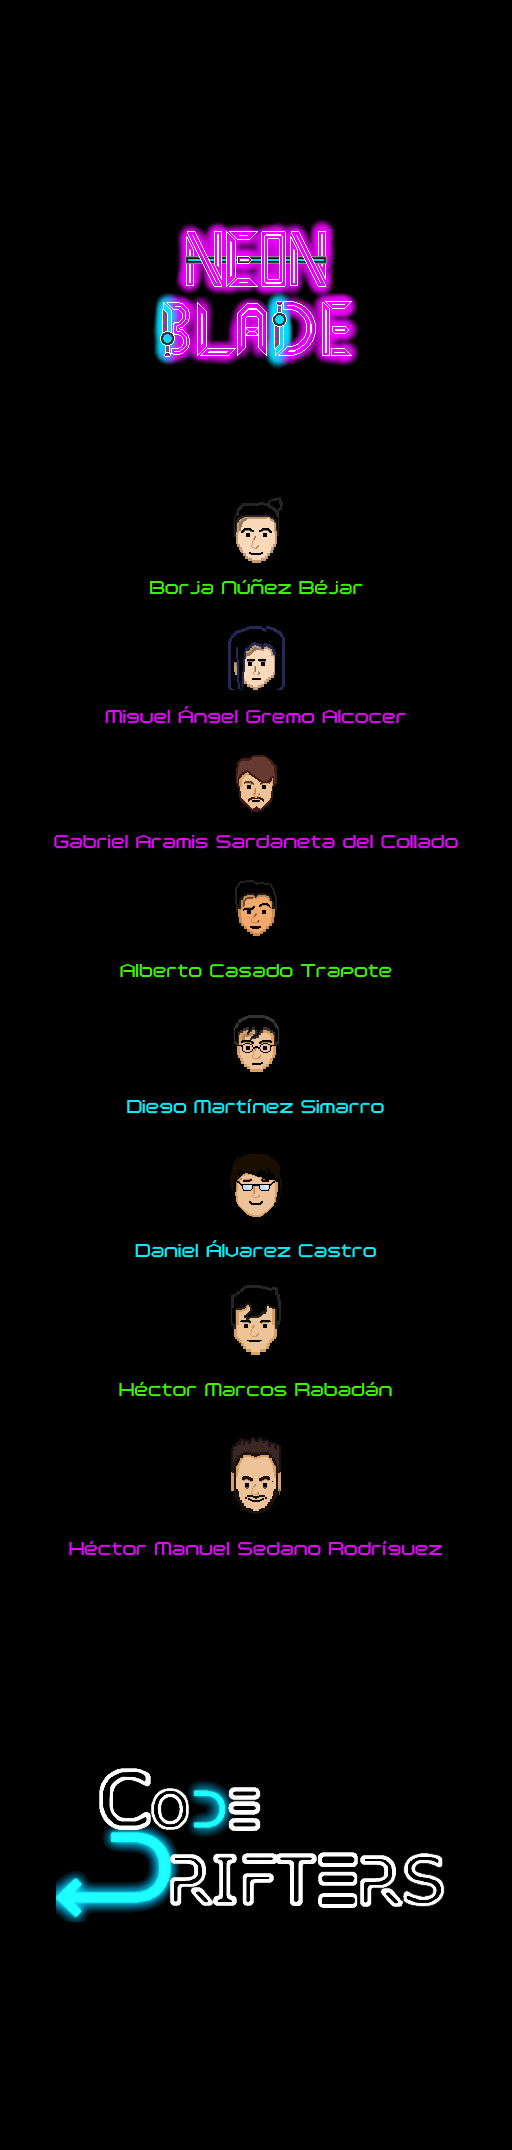 NEON
BLADE
Borja Núñez Béjar
Miguel Ángel Gremo Alcocer
Gabriel Aramis Sardaneta del Collado
Alberto Casado Trapote
Diego Martínez Simarro
Daniel Álvarez Castro
Héctor Marcos Rabadán
Héctor Manuel Sedano Rodríguez
CODE
DRIFTERS